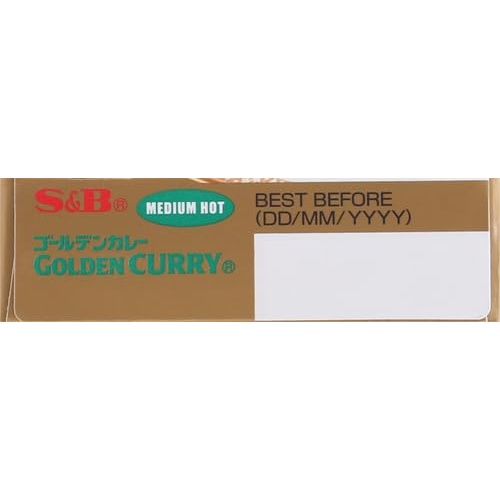 S&B®
MEDIUM HOT
BEST BEFORE
(DD/MM/YYYY)
ゴールデンカレー
GOLDEN CURRY®